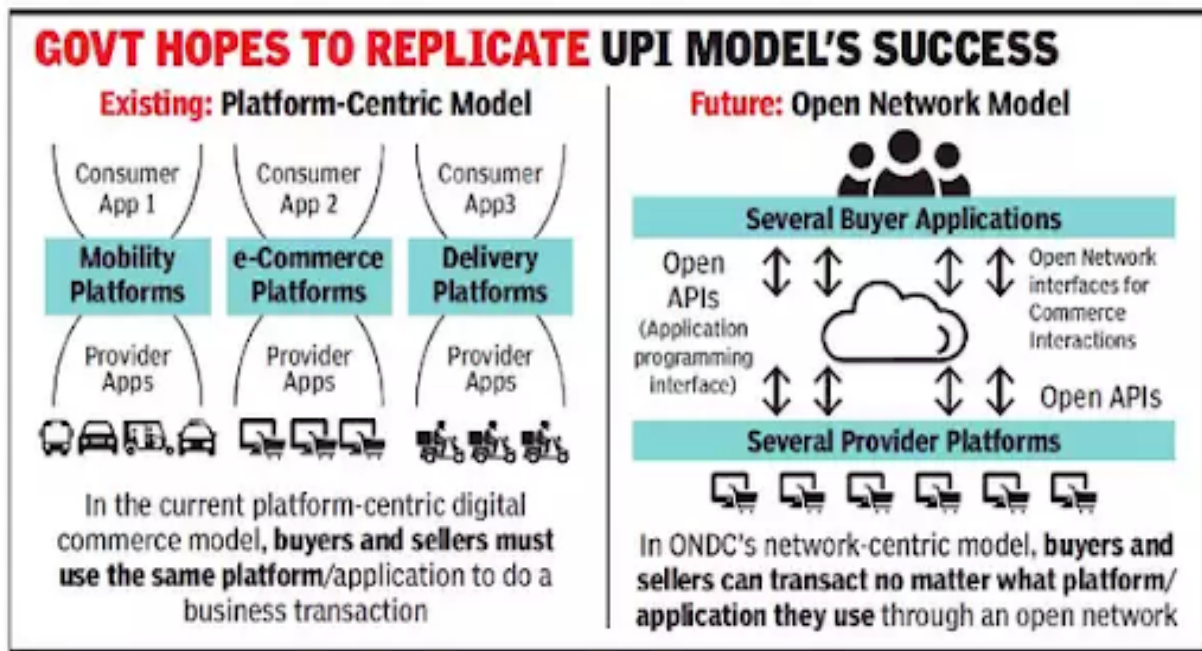 GOVT HOPES TO REPLICATE UPI MODEL'S SUCCESS
Existing: Platform-Centric Model
Consumer
App 1
Consumer
App 2
Consumer
App3
Mobility
Platforms
e-Commerce
Platforms
Delivery
Platforms
Provider
Apps
Provider
Apps
Provider
Apps
In the current platform-centric digital
commerce model, buyers and sellers must
use the same platform/application to do a
business transaction
Future: Open Network Model
Several Buyer Applications
Open
APIs
(Application
programming
interface)
Open Network
interfaces for
Commerce
Interactions
Open APIs
Several Provider Platforms
In ONDC's network-centric model, buyers and
sellers can transact no matter what platform/
application they use through an open network